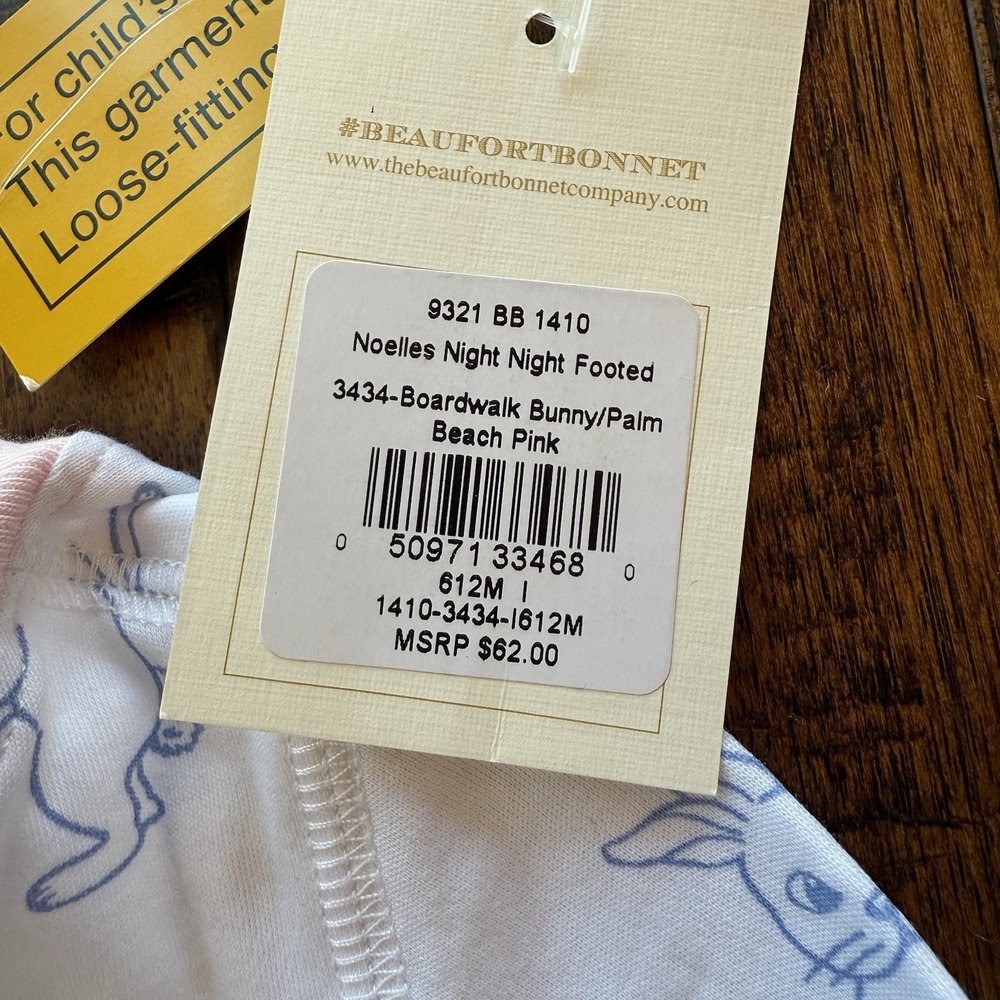 or child's
This garment
Loose-fitting
#BEAUFORTBONNET
www.thebeaufortbonnetcompany.com
9321 BB 1410
Noelles Night Night Footed
3434-Boardwalk Bunny/Palm
Beach Pink
0 50971 33468 0
612M I
1410-3434-I612M
MSRP $62.00